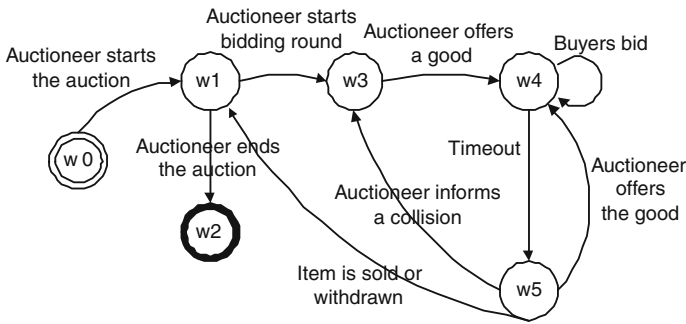 Auctioneer starts
the auction
Auctioneer starts
bidding round
Auctioneer offers
a good
Buyers bid
w 0
w1
w3
w4
Auctioneer ends
the auction
Timeout
Auctioneer
offers
the good
Auctioneer informs
a collision
w2
Item is sold or
withdrawn
w5